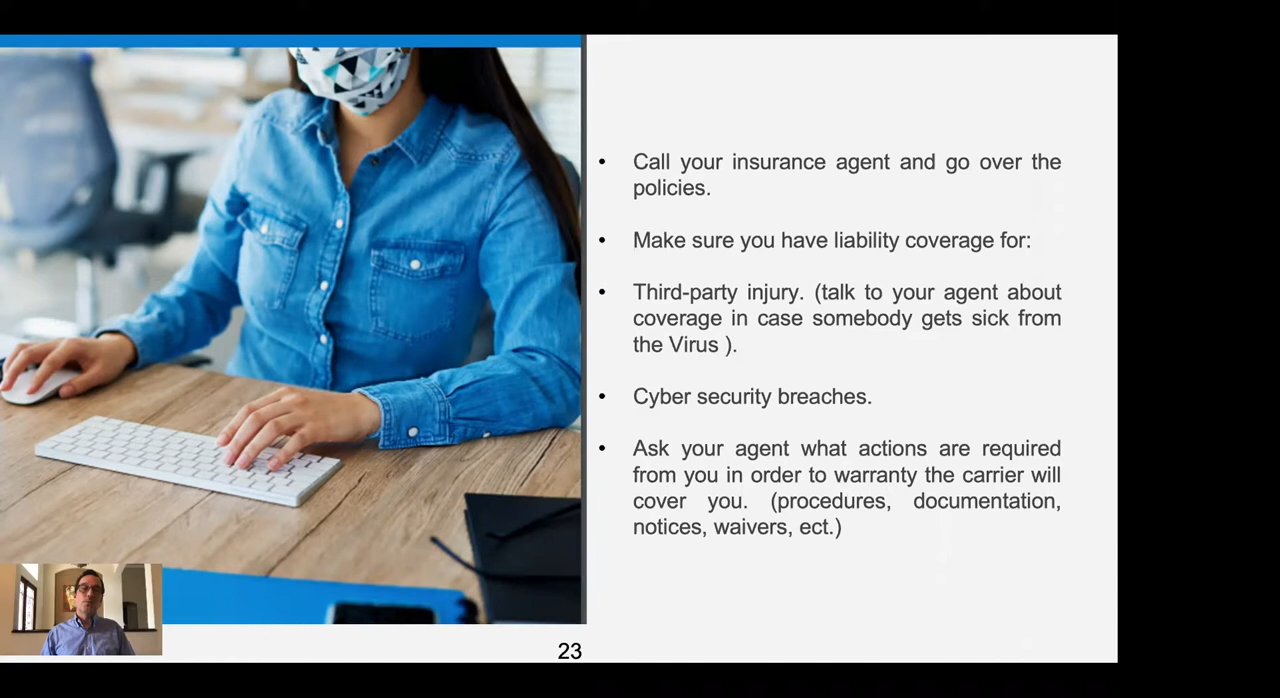 • Call your insurance agent and go over the
policies.
• Make sure you have liability coverage for:
• Third-party injury. (talk to your agent about
coverage in case somebody gets sick from
the Virus ).
• Cyber security breaches.
• Ask your agent what actions are required
from you in order to warranty the carrier will
cover you. (procedures, documentation,
notices, waivers, ect.)
23